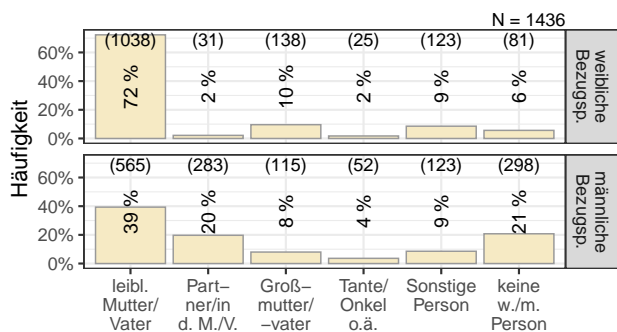 N = 1436
Häufigkeit
60%
40%
20%
0%
(1038) (31) (138) (25) (123) (81)
72 % 2 % 10 % 2 % 9 % 6 %
weibliche
Bezugsp.
60%
40%
20%
0%
(565) (283) (115) (52) (123) (298)
39 % 20 % 8 % 4 % 9 % 21 %
männliche
Bezugsp.
leibl. Part− Groß− Tante/ Sonstige keine
Mutter/ ner/in mutter/ Onkel Person w./m.
Vater d. M./V. −vater o.ä. Person